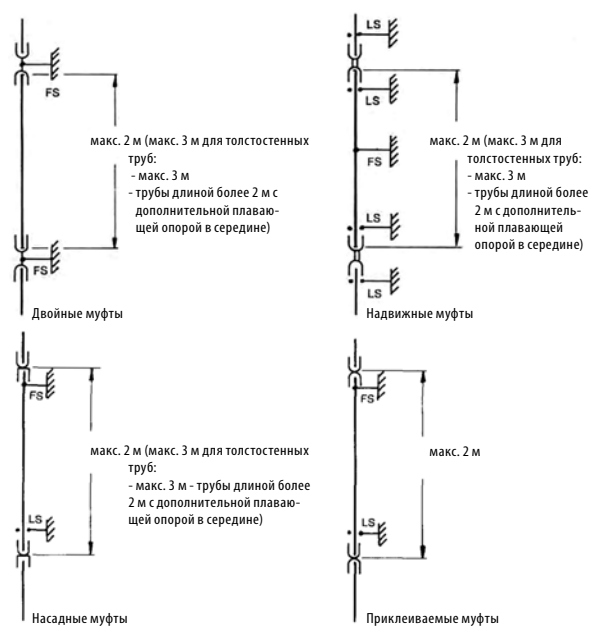 FS
макс. 2 м (макс. 3 м для толстостенных
труб:
- макс. 3 м
- трубы длиной более 2 м с
дополнительной плаваю-
щей опорой в середине)
FS
Двойные муфты
LS
LS
макс. 2 м (макс. 3 м для
толстостенных труб:
- макс. 3 м
- трубы длиной более
2 м с дополнитель-
ной плавающей
опорой в середине)
FS
LS
LS
Надвижные муфты
FS
макс. 2 м (макс. 3 м для толстостенных
труб:
- макс. 3 м - трубы длиной более
2 м с дополнительной плаваю-
щей опорой в середине)
LS
Насадные муфты
FS
макс. 2 м
LS
Приклеиваемые муфты